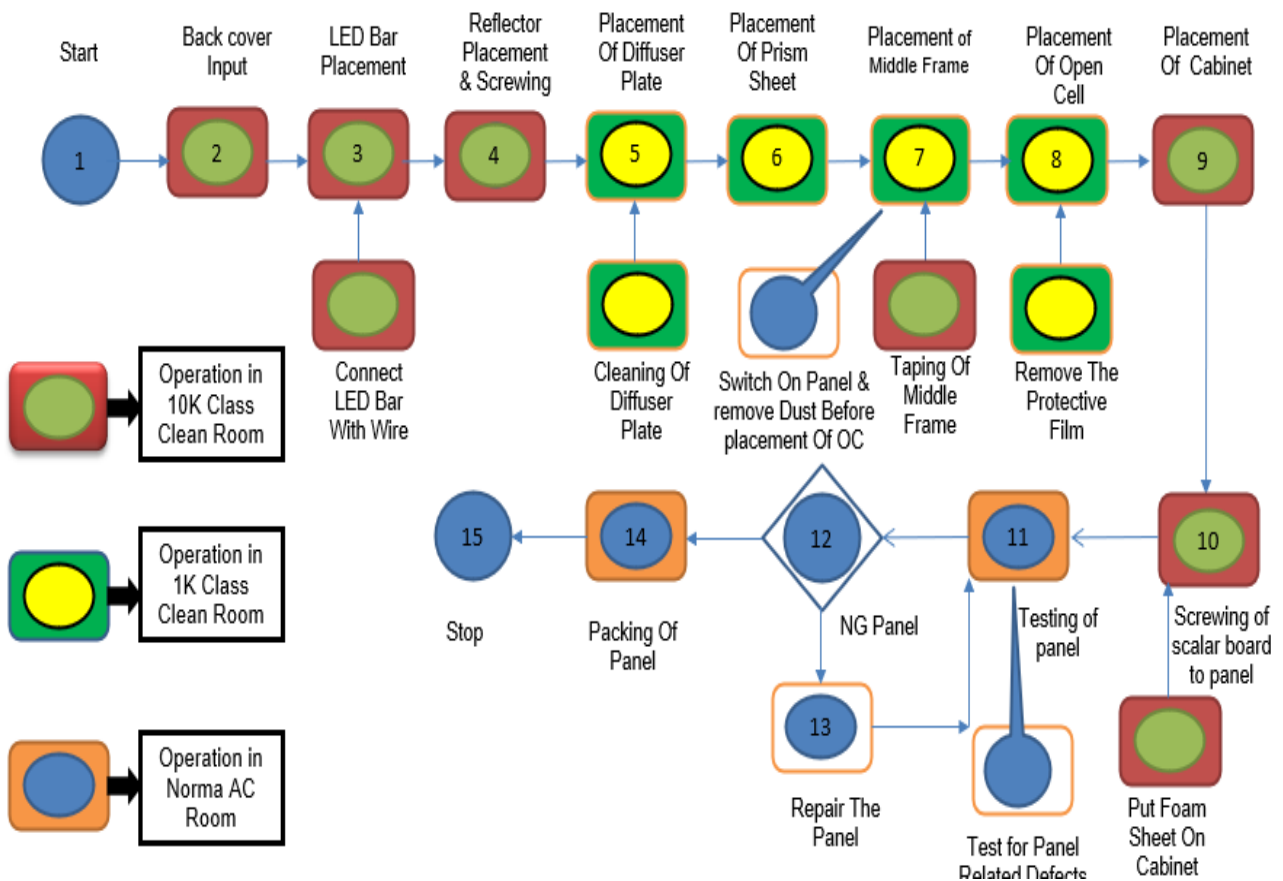 Start
Back cover
Input
LED Bar
Placement
Reflector
Placement
& Screwing
Placement
Of Diffuser
Plate
Placement
Of Prism
Sheet
Placement of
Middle Frame
Placement
Of Open
Cell
Placement
Of Cabinet
1
2
3
4
5
6
7
8
9
Connect
LED Bar
With Wire
Cleaning Of
Diffuser
Plate
Switch On Panel &
remove Dust Before
placement Of OC
Taping Of
Middle
Frame
Remove The
Protective
Film
Operation in
10K Class
Clean Room
Operation in
1K Class
Clean Room
Operation in
Norma AC
Room
15
14
12
11
10
Stop
Packing Of
Panel
NG Panel
Testing of
panel
Screwing of
scalar board
to panel
13
Repair The
Panel
Test for Panel
Related Defects
Put Foam
Sheet On
Cabinet